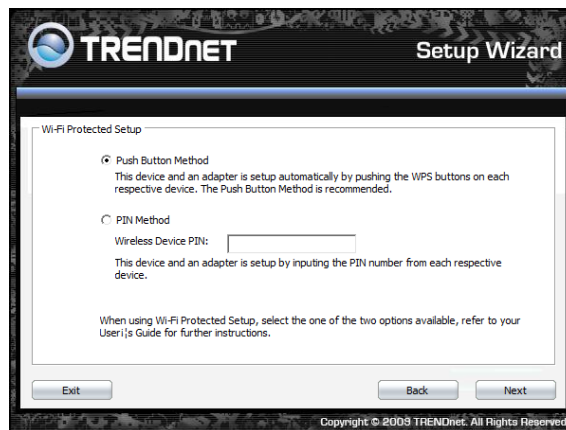 TRENDNET
Setup Wizard
Wi-Fi Protected Setup
Push Button Method
This device and an adapter is setup automatically by pushing the WPS buttons on each
respective device. The Push Button Method is recommended.
PIN Method
Wireless Device PIN:
This device and an adapter is setup by inputing the PIN number from each respective
device.
When using Wi-Fi Protected Setup, select the one of the two options available, refer to your
Useri¦s Guide for further instructions.
Exit
Back
Next
Copyright © 2009 TRENDnet. All Rights Reserved